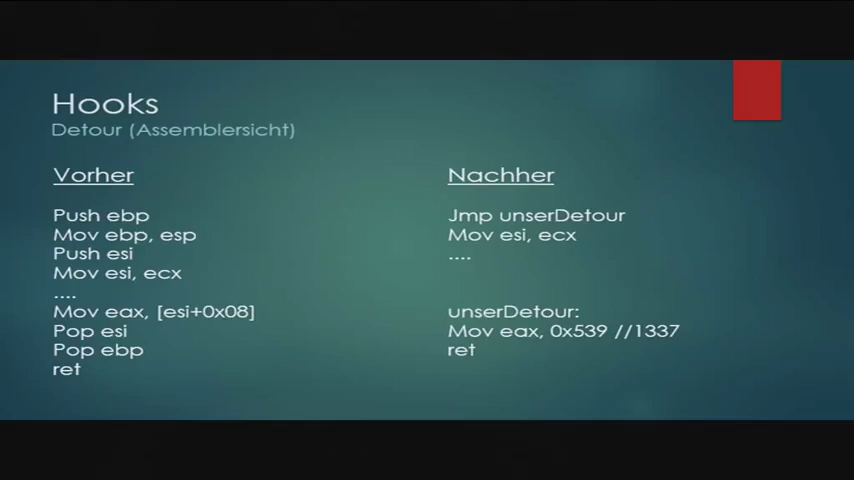 Hooks
Detour (Assemblersicht)
Vorher
Push ebp
Mov ebp, esp
Push esi
Mov esi, ecx
....
Mov eax, [esi+0x08]
Pop esi
Pop ebp
ret
Nachher
Jmp unserDetour
Mov esi, ecx
....
unserDetour:
Mov eax, 0x539 //1337
ret